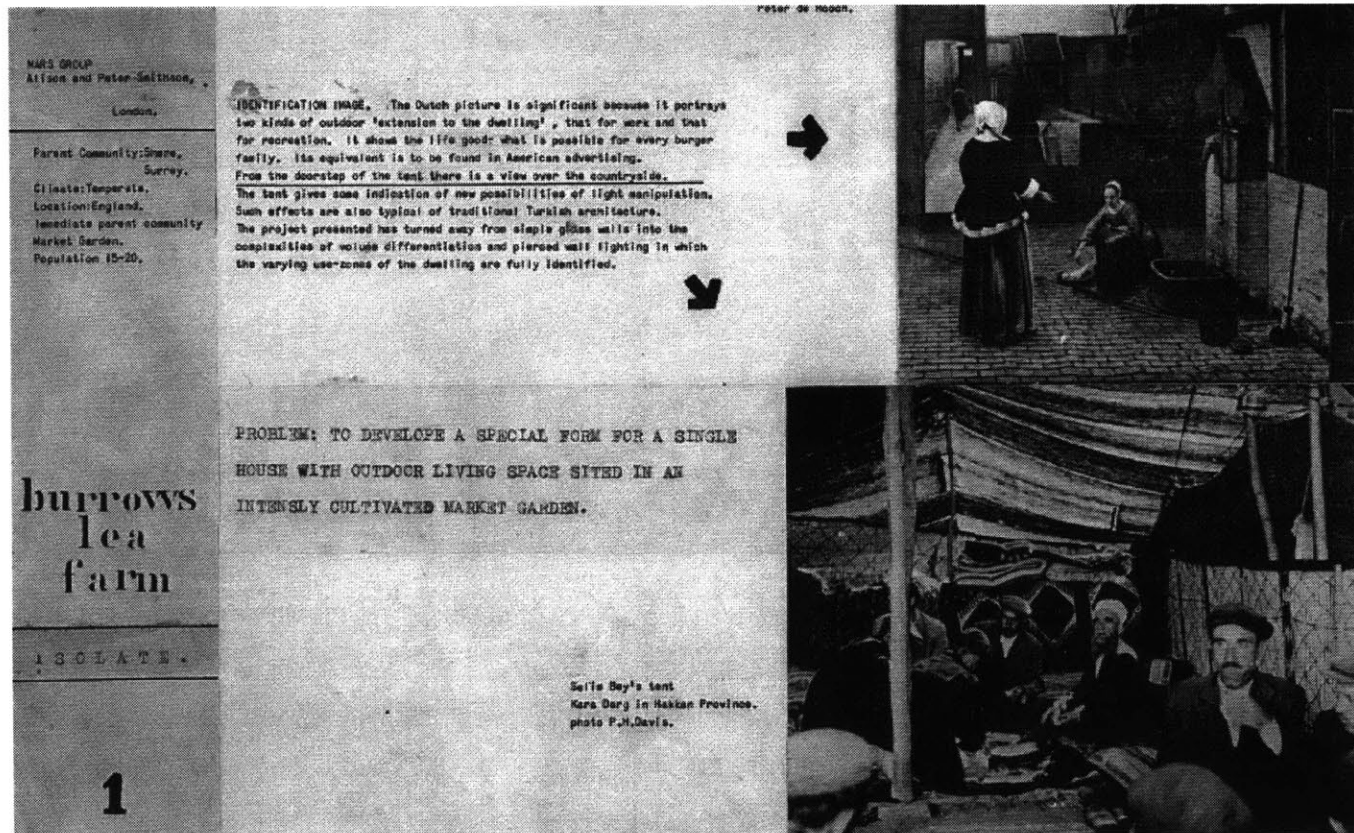 Peter de Hooch.
MARS GROUP
Alison and Peter Smithson,
London.
Parent Community:Shere,
Surrey.
Climate:Temperate.
Location:England.
Immediate parent community
Market Garden.
Population 15-20.
burrows
lea
farm
ISOLATE.
1
IDENTIFICATION IMAGE. The Dutch picture is significant because it portrays
two kinds of outdoor 'extension to the dwelling', that for work and that
for recreation. It shows the life good: what is possible for every burger
family. Its equivalent is to be found in American advertising.
From the doorstep of the tent there is a view over the countryside.
The tent gives some indication of new possibilities of light manipulation.
Such effects are also typical of traditional Turkish architecture.
The project presented has turned away from simple glass walls into the
complexities of volume differentiation and pierced wall lighting in which
the varying use-zones of the dwelling are fully identified.
PROBLEM: TO DEVELOPE A SPECIAL FORM FOR A SINGLE
HOUSE WITH OUTDOOR LIVING SPACE SITED IN AN
INTENSLY CULTIVATED MARKET GARDEN.
Bey's tent
Kara Darg in Hakkan Province.
photo P.H.Davis.